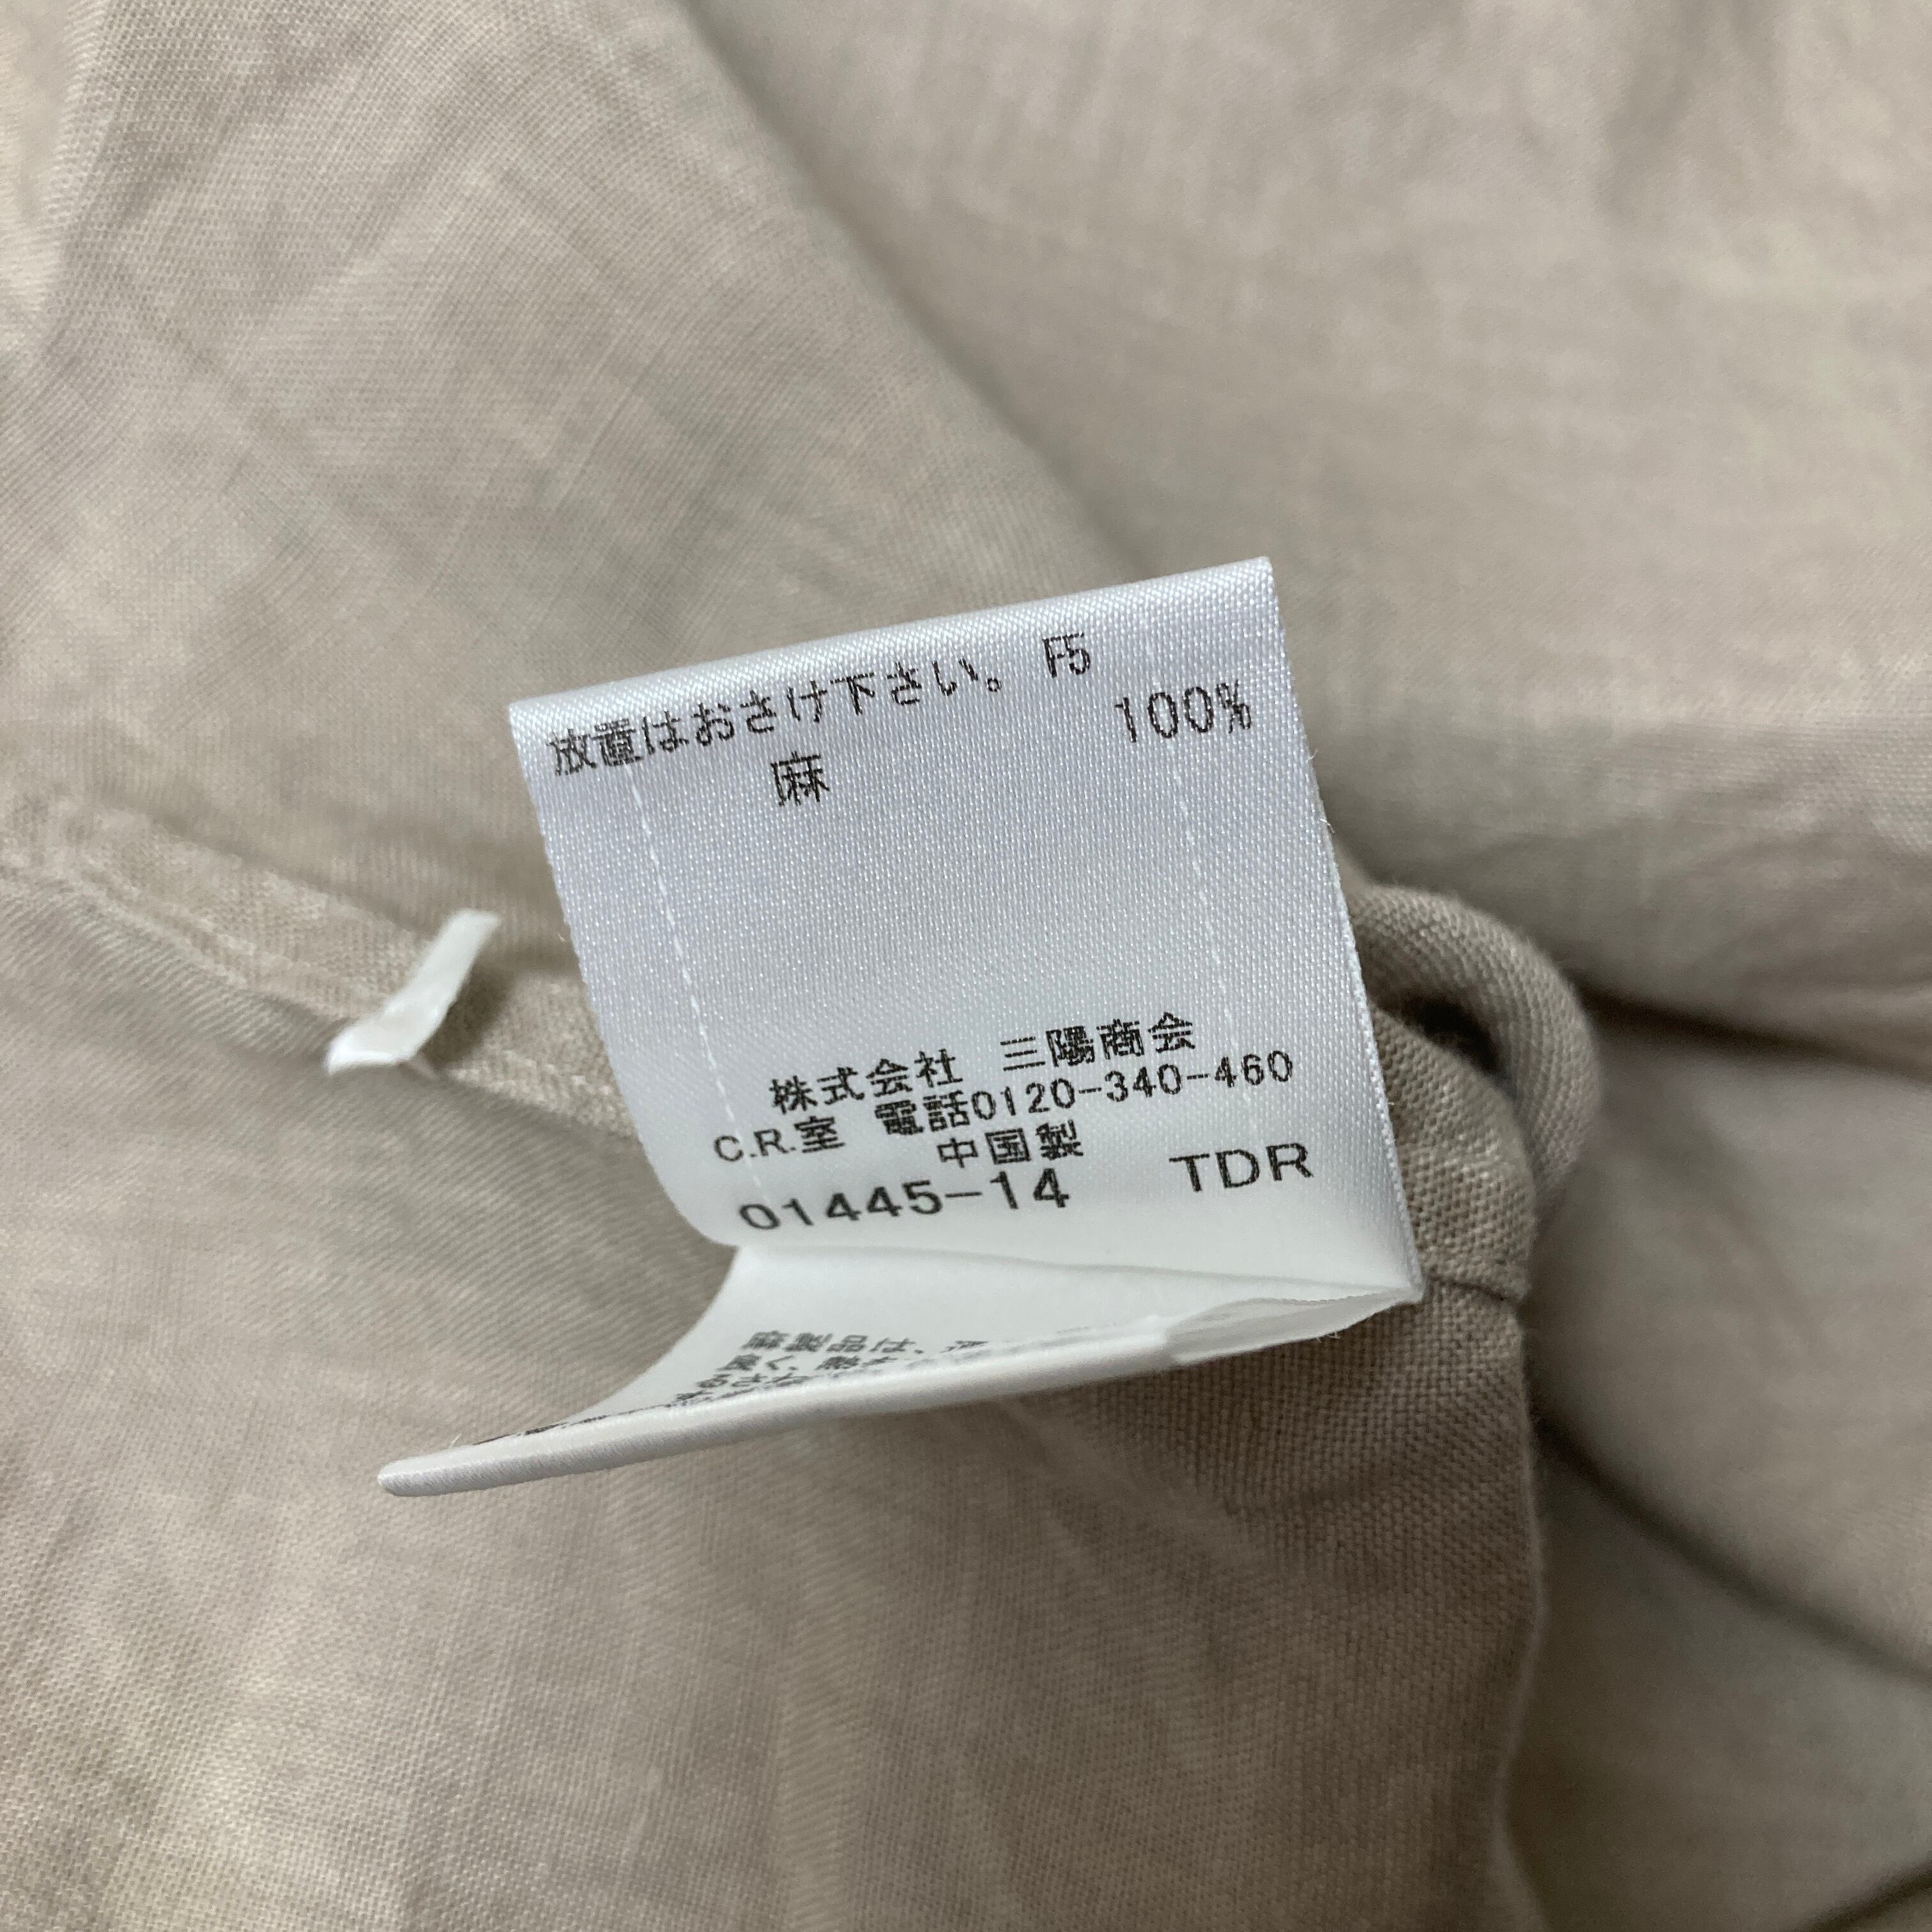 放置はおさけ下さい。 F5
麻 100%
株式会社 三陽商会
C.R.室 電話0120-340-460
中国製
01445-14 TDR